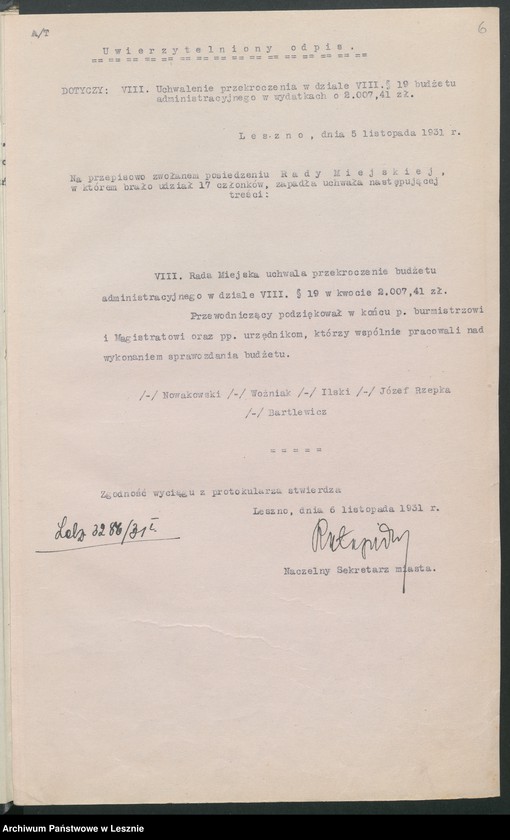 6
A/T
Uwierzytelniony odpis.
DOTYCZY: VIII. Uchwalenie przekroczenia w dziale VIII.§ 19 budżetu
administracyjnego w wydatkach o 2.007,41 zł.
Leszno, dnia 5 listopada 1931 r.
Na przepisowo zwołanem posiedzeniu Rady Miejskiej,
w którem brało udział 17 członków, zapadła uchwała następującej
treści:
VIII. Rada Miejska uchwala przekroczenie budżetu
administracyjnego w dziale VIII. § 19 w kwocie 2.007,41 zł.
Przewodniczący podziękował w końcu p. burmistrzowi
i Magistratowi oraz pp. urzędnikom, którzy wspólnie pracowali nad
wykonaniem sprawozdania budżetu.
/-/ Nowakowski /-/ Woźniak /-/ Ilski /-/ Józef Rzepka
/-/ Bartlewicz
=====
Zgodność wyciągu z protokularza stwierdza
Leszno, dnia 6 listopada 1931 r.
3286/31
Naczelny Sekretarz miasta.
Archiwum Państwowe w Lesznie